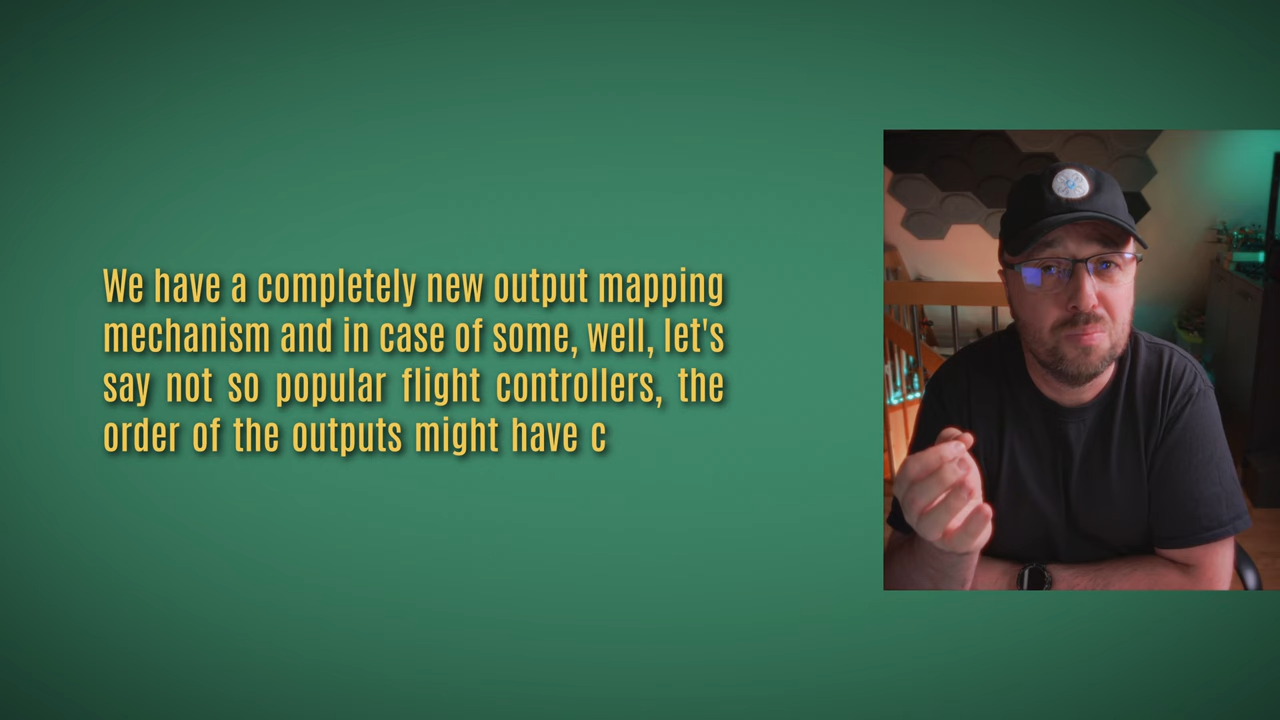 We have a completely new output mapping
mechanism and in case of some, well, let's
say not so popular flight controllers, the
order of the outputs might have c